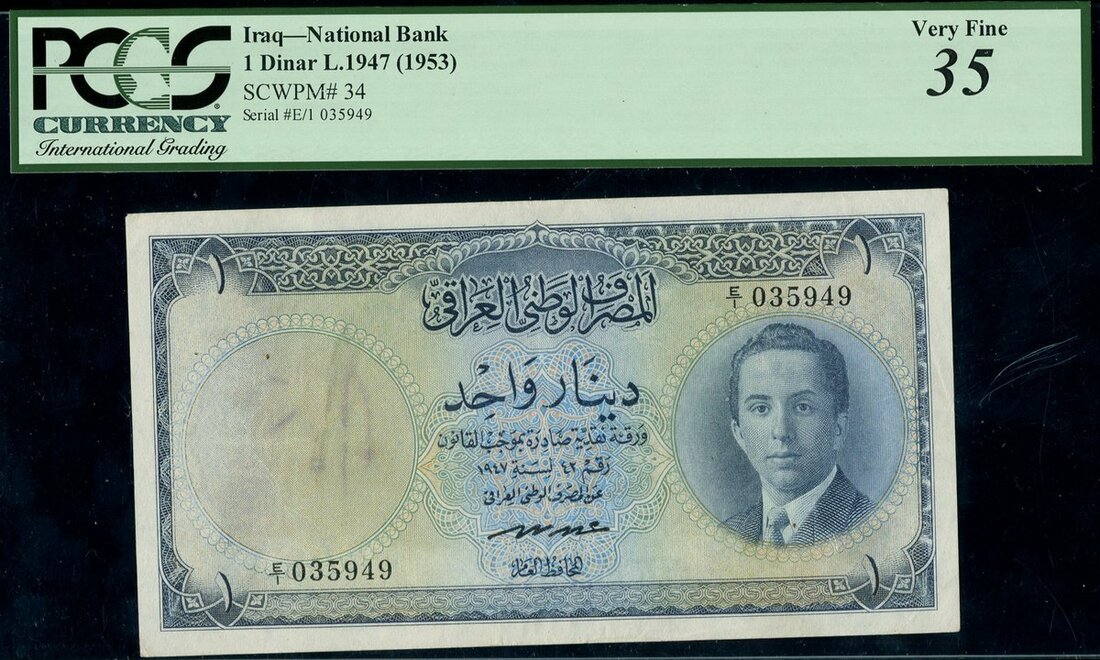 PCGS
CURRENCY
International Grading
Iraq—National Bank
1 Dinar L.1947 (1953)
SCWPM# 34
Serial #E/1 035949
Very Fine
35
١
١
المصرف الوطني العراقي
E/1 035949
دينار واحد
ورقة نقدية صادرة بموجب القانون
رقم ٤٢ لسنة ١٩٤٧
عن المصرف الوطني العراقي
المحافظ العام
E/1 035949
١
١